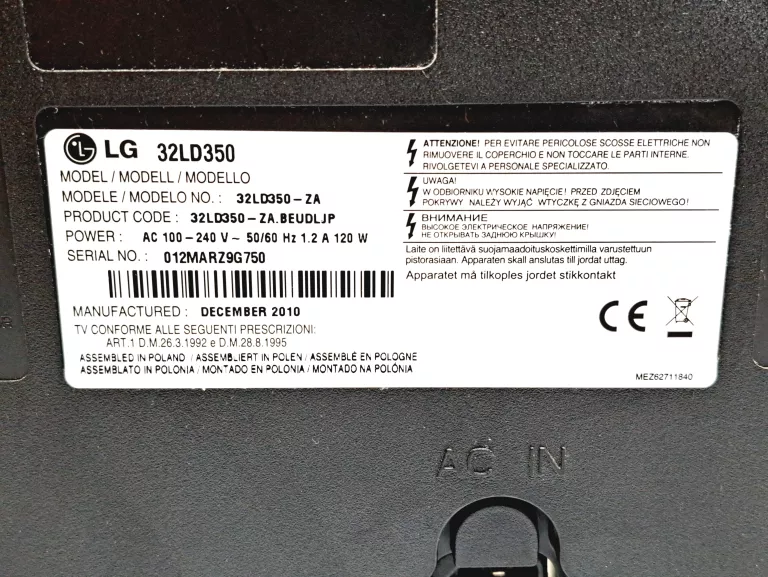 LG 32LD350
MODEL / MODELL / MODELLO
MODELE / MODELO NO. : 32LD350-ZA
PRODUCT CODE : 32LD350-ZA.BEUDLJP
POWER : AC 100-240 V ~ 50/60 Hz 1.2 A 120 W
SERIAL NO. : 012MARZ9G750
MANUFACTURED : DECEMBER 2010
TV CONFORME ALLE SEGUENTI PRESCRIZIONI:
ART.1 D.M.26.3.1992 e D.M.28.8.1995
ASSEMBLED IN POLAND / ASSEMBLIERT IN POLEN / ASSEMBLÉ EN POLOGNE
ASSEMBLATO IN POLONIA / MONTADO EN POLONIA / MONTADO NA POLÓNIA
ATTENZIONE! PER EVITARE PERICOLOSE SCOSSE ELETTRICHE NON
RIMUOVERE IL COPERCHIO E NON TOCCARE LE PARTI INTERNE.
RIVOLGETEVI A PERSONALE SPECIALIZZATO.
UWAGA!
W ODBIORNIKU WYSOKIE NAPIĘCIE! PRZED ZDJĘCIEM
POKRYWY NALEŻY WYJĄĆ WTYCZKĘ Z GNIAZDA SIECIOWEGO!
ВНИМАНИЕ
ВЫСОКОЕ ЭЛЕКТРИЧЕСКОЕ НАПРЯЖЕНИЕ!
НЕ ОТКРЫВАТЬ ЗАДНЮЮ КРЫШКУ!
Laite on liitettävä suojamaadoituskoskettimilla varustettuun
pistorasiaan. Apparaten skall anslutas till jordat uttag.
Apparatet må tilkoples jordet stikkontakt
CE
MEZ62711840
AC IN